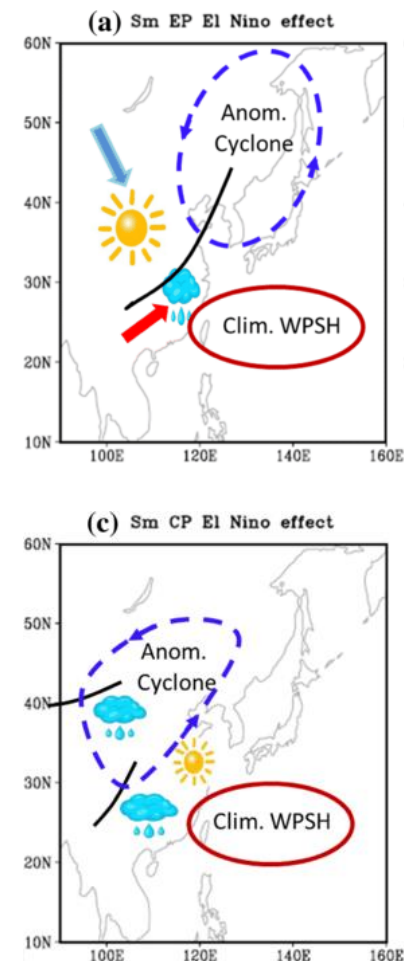 (a) Sm EP El Nino effect
60N
50N
40N
30N
20N
10N
Anom.
Cyclone
Clim. WPSH
100E 120E 140E 160E
(c) Sm CP El Nino effect
60N
50N
40N
30N
20N
10N
Anom.
Cyclone
Clim. WPSH
100E 120E 140E 160E